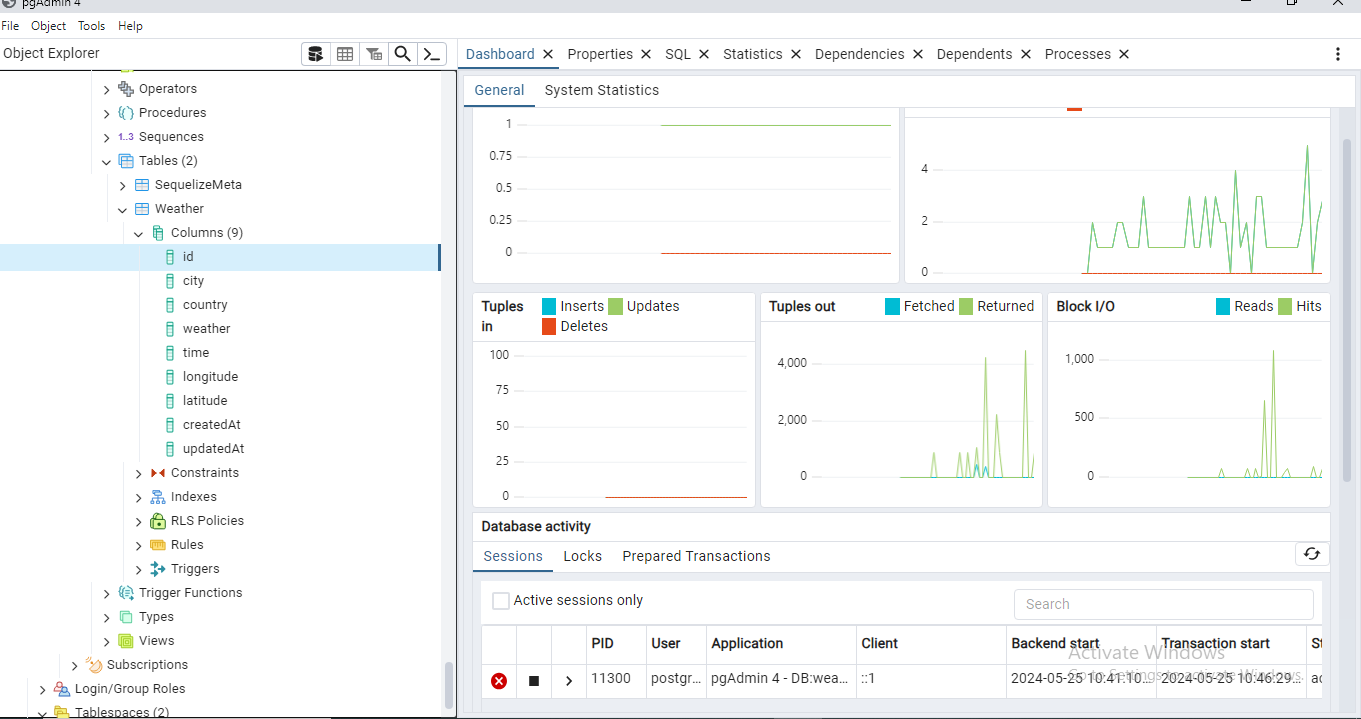 pgAdmin 4
File Object Tools Help
Object Explorer
Dashboard Properties SQL Statistics Dependencies Dependents Processes
General System Statistics
Operators
Procedures
1..3 Sequences
Tables (2)
SequelizeMeta
Weather
Columns (9)
id
city
country
weather
time
longitude
latitude
createdAt
updatedAt
Constraints
Indexes
RLS Policies
Rules
Triggers
Trigger Functions
Types
Views
Subscriptions
Login/Group Roles
Tablespaces (2)
1
0.75
0.5
0.25
0
4
2
0
Tuples in
Inserts Updates
Deletes
100
75
50
25
0
Tuples out
Fetched Returned
4,000
2,000
0
Block I/O
Reads Hits
1,000
500
0
Database activity
Sessions Locks Prepared Transactions
Active sessions only
Search
PID User Application Client Backend start Transaction start St
11300 postgr... pgAdmin 4 - DB:wea... ::1 2024-05-25 10:41:10... 2024-05-25 10:46:29... ac
Activate Windows
Go to Settings to activate Windows.